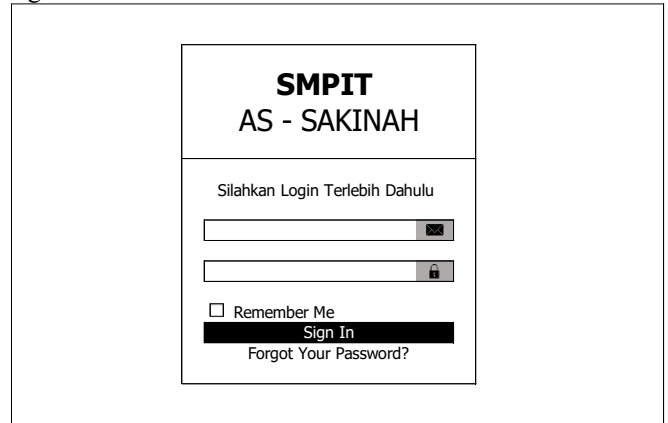 SMPIT
AS - SAKINAH
Silahkan Login Terlebih Dahulu
Remember Me
Sign In
Forgot Your Password?